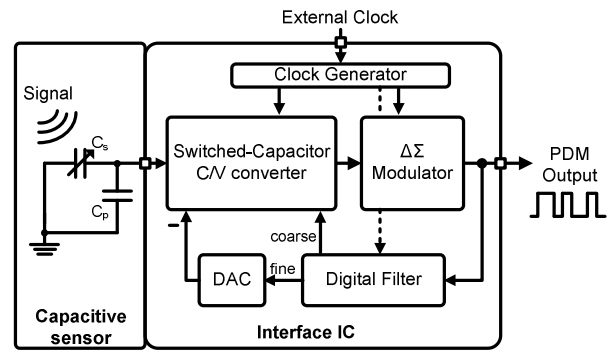 External Clock
Clock Generator
Signal
Cs
Cp
Switched-Capacitor
C/V converter
ΔΣ
Modulator
PDM
Output
–
coarse
fine
DAC
Digital Filter
Capacitive
sensor
Interface IC